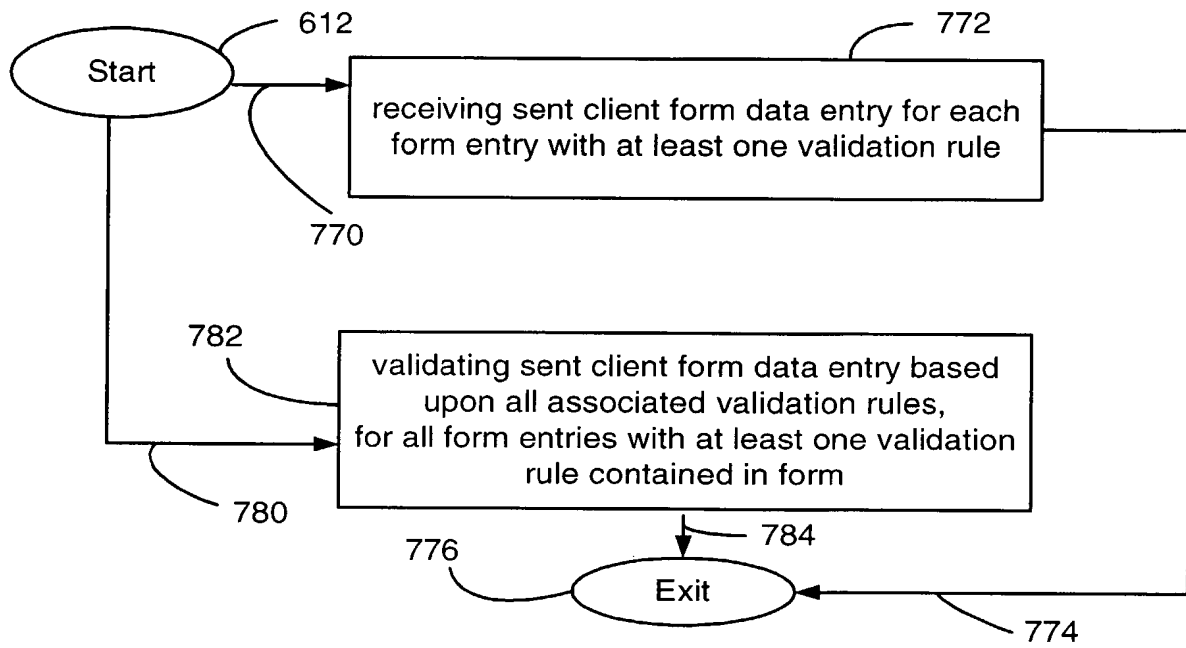 612
772
Start
receiving sent client form data entry for each
form entry with at least one validation rule
770
782
validating sent client form data entry based
upon all associated validation rules,
for all form entries with at least one validation
rule contained in form
780
784
776
Exit
774